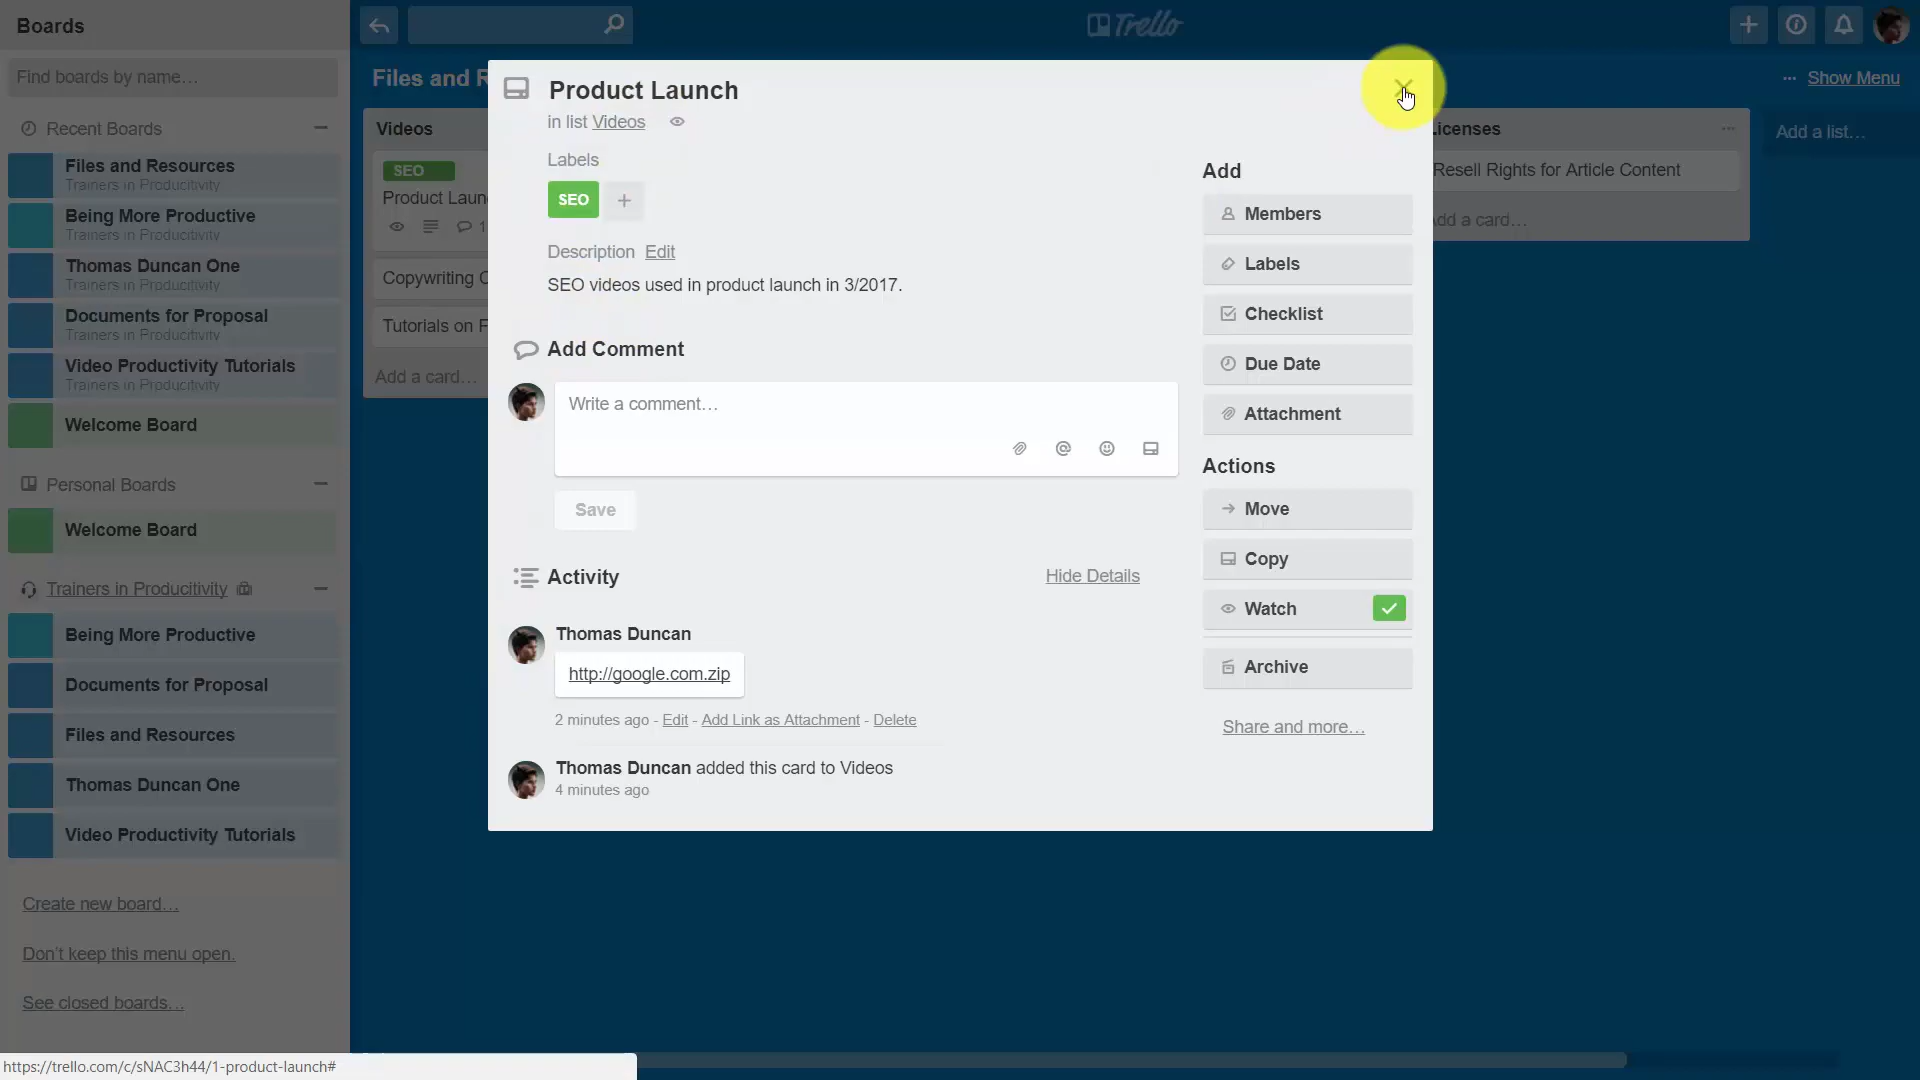 Boards
Trello
Find boards by name…
Files and R
... Show Menu
Recent Boards
Files and Resources
Trainers in Producitivity
Being More Productive
Trainers in Producitivity
Thomas Duncan One
Trainers in Producitivity
Documents for Proposal
Trainers in Producitivity
Video Productivity Tutorials
Trainers in Producitivity
Welcome Board
Personal Boards
Welcome Board
Trainers in Producitivity
Being More Productive
Documents for Proposal
Files and Resources
Thomas Duncan One
Video Productivity Tutorials
Create new board…
Don't keep this menu open.
See closed boards…
Videos
SEO
Product Laun
1
Copywriting C
Tutorials on F
Add a card…
Product Launch
in list Videos
Labels
SEO
+
Description Edit
SEO videos used in product launch in 3/2017.
Add Comment
Write a comment…
Save
Activity
Hide Details
Thomas Duncan
http://google.com.zip
2 minutes ago - Edit - Add Link as Attachment - Delete
Thomas Duncan added this card to Videos
4 minutes ago
Add
Members
Labels
Checklist
Due Date
Attachment
Actions
Move
Copy
Watch
Archive
Share and more…
Licenses
Resell Rights for Article Content
dd a card…
Add a list…
https://trello.com/c/sNAC3h44/1-product-launch#